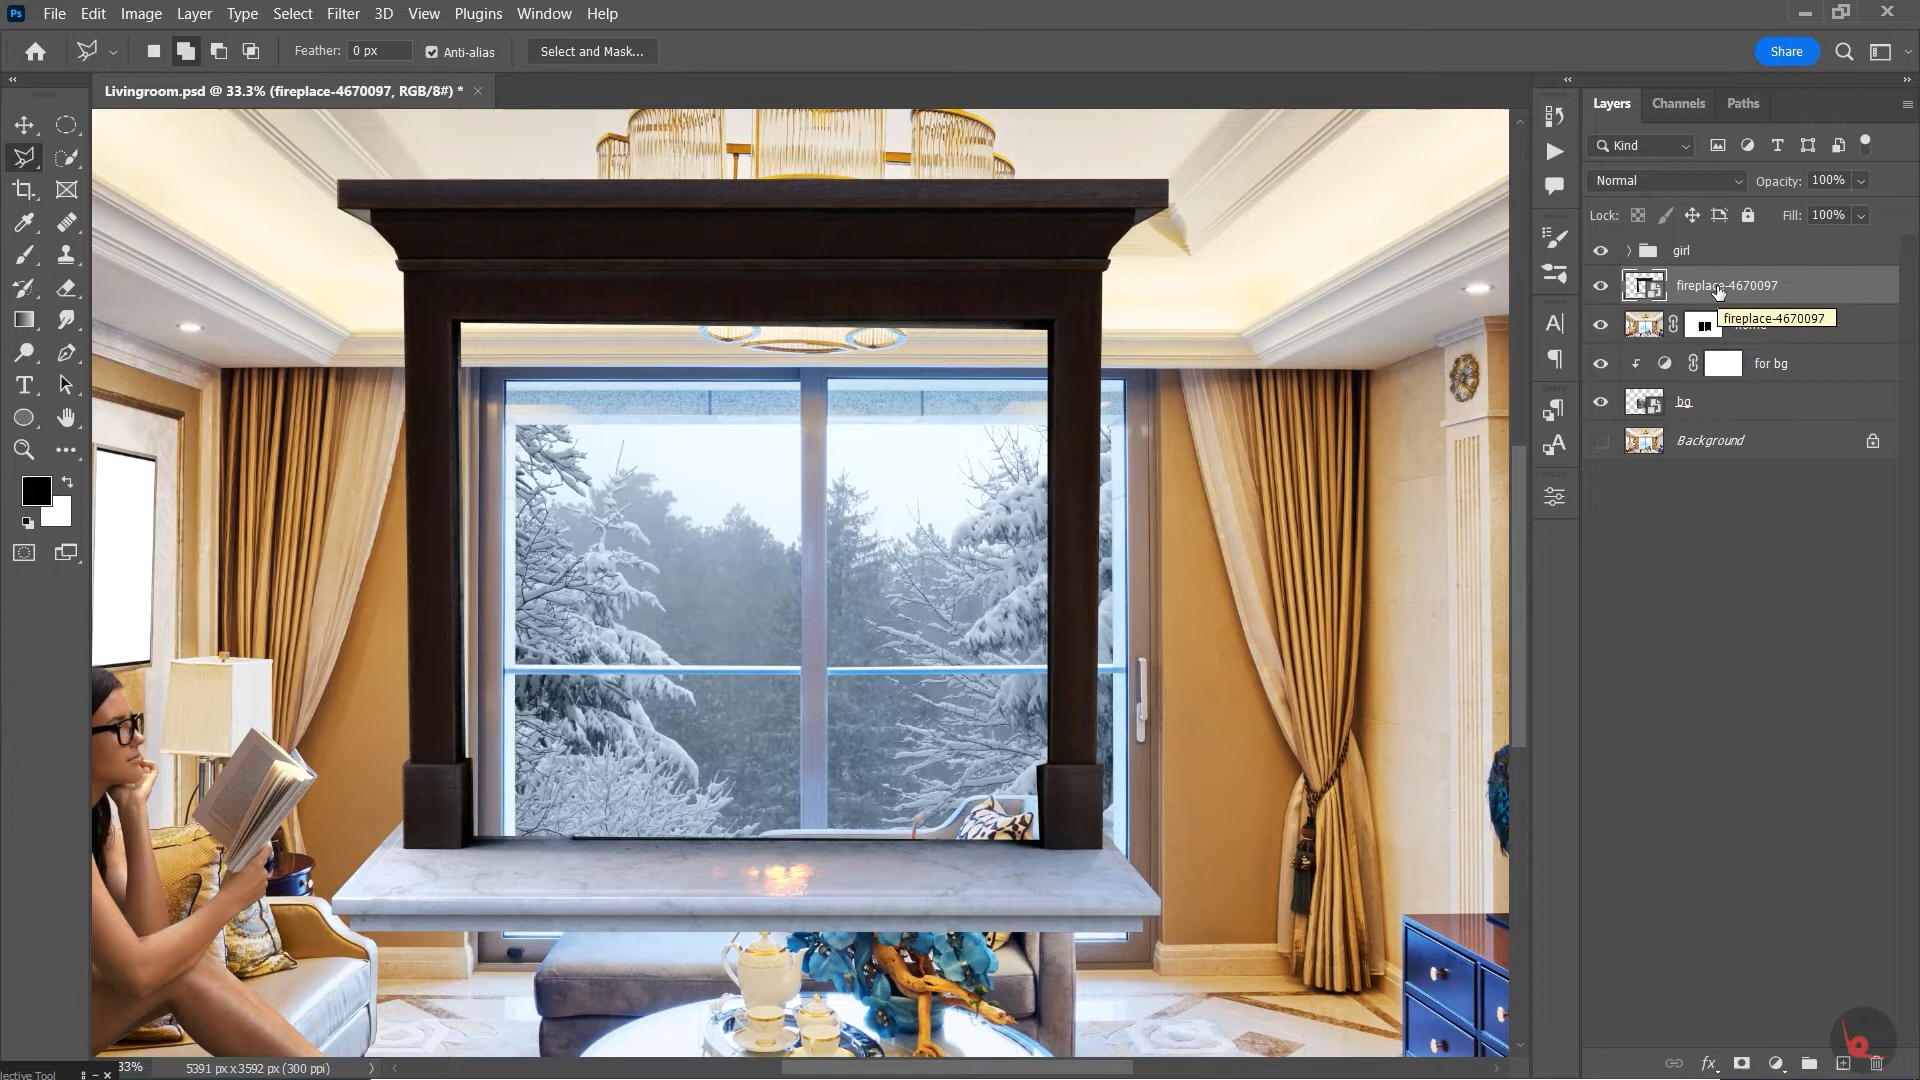 Ps File Edit Image Layer Type Select Filter 3D View Plugins Window Help
Feather: 0 px Anti-alias Select and Mask... Share
Livingroom.psd @ 33.3% (fireplace-4670097, RGB/8#) *
Layers Channels Paths
Kind
Normal Opacity: 100%
Lock: Fill: 100%
girl
fireplace-4670097
fireplace-4670097
for bg
bg
Background
33% 5391 px x 3592 px (300 ppi)
lective Tool